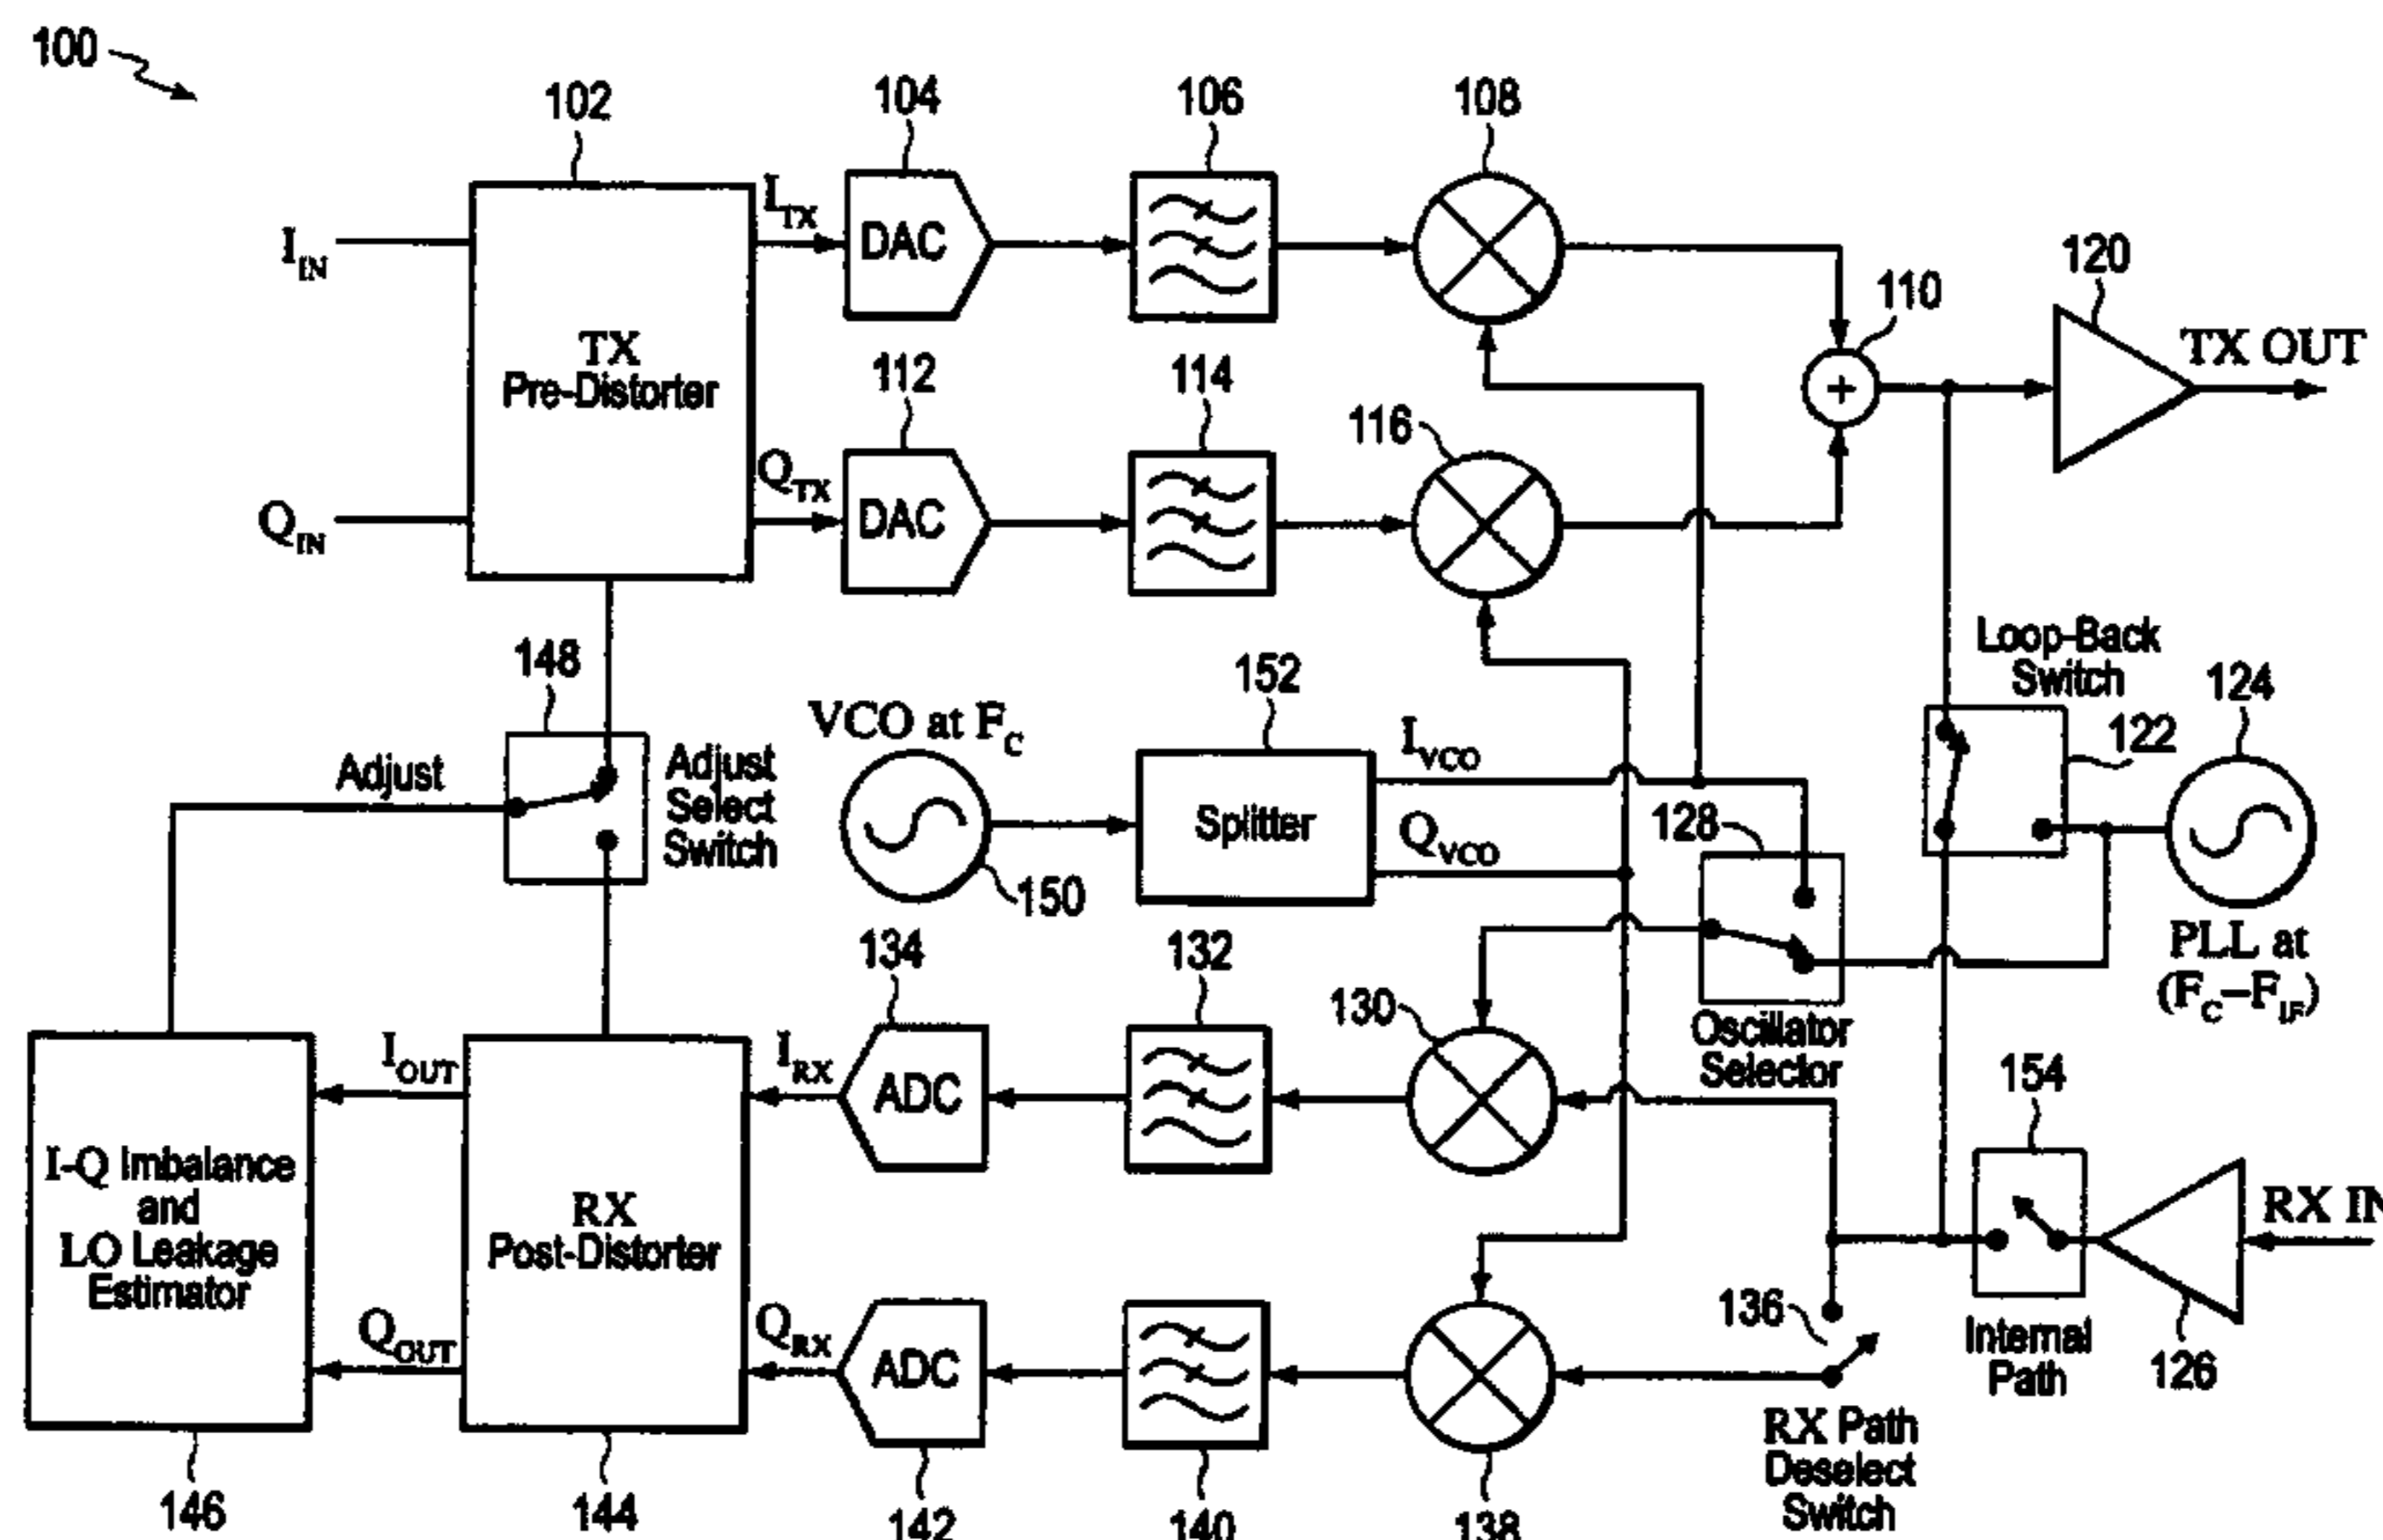 100
102
104
106
108
I_IN
I_TX
DAC
110
120
TX OUT
TX
Pre-Distorter
+
112
114
116
Q_IN
Q_TX
DAC
148
Adjust
Adjust
Select
Switch
VCO at F_C
150
152
Splitter
I_VCO
Q_VCO
128
Oscillator
Selector
Loop-Back
Switch
122
124
PLL at
(F_C–F_IF)
134
132
130
I_OUT
I_RX
ADC
154
Internal
Path
126
RX IN
I-Q Imbalance
and
LO Leakage
Estimator
RX
Post-Distorter
Q_OUT
Q_RX
ADC
136
RX Path
Deselect
Switch
146
144
142
140
138